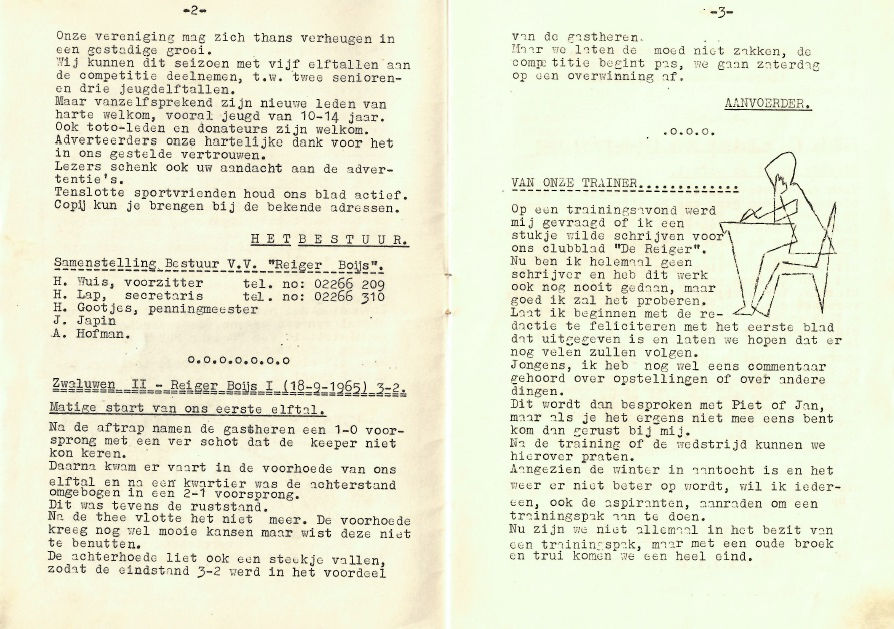 -2-
Onze vereniging mag zich thans verheugen in
een gestadige groei.
Wij kunnen dit seizoen met vijf elftallen aan
de competitie deelnemen, t.w. twee senioren-
en drie jeugdelftallen.
Maar vanzelfsprekend zijn nieuwe leden van
harte welkom, vooral jeugd van 10-14 jaar.
Ook toto-leden en donateurs zijn welkom.
Adverteerders onze hartelijke dank voor het
in ons gestelde vertrouwen.
Lezers schenk ook uw aandacht aan de adver-
tentie's.
Tenslotte sportvrienden houd ons blad actief.
Copij kun je brengen bij de bekende adressen.
H E T B E S T U U R.
Samenstelling Bestuur V.V. "Reiger Boijs".
H. Wuis, voorzitter tel. no: 02266 209
H. Lap, secretaris tel. no: 02266 310
H. Gootjes, penningmeester
J. Japin
A. Hofman.
o.o.o.o.o.o.o
Zwaluwen II - Reiger Boijs I (18-9-1965) 3-2.
Matige start van ons eerste elftal.
Na de aftrap namen de gastheren een 1-0 voor-
sprong met een ver schot dat de keeper niet
kon keren.
Daarna kwam er vaart in de voorhoede van ons
elftal en na een kwartier was de achterstand
omgebogen in een 2-1 voorsprong.
Dit was tevens de ruststand.
Na de thee vlotte het niet meer. De voorhoede
kreeg nog wel mooie kansen maar wist deze niet
te benutten.
De achterhoede liet ook een steekje vallen,
zodat de eindstand 3-2 werd in het voordeel
-3-
van de gastheren.
Maar we laten de moed niet zakken, de
competitie begint pas, we gaan zaterdag
op een overwinning af.
AANVOERDER.
.o.o.o.
VAN ONZE TRAINER.............
Op een trainingsavond werd
mij gevraagd of ik een
stukje wilde schrijven voor
ons clubblad "De Reiger".
Nu ben ik helemaal geen
schrijver en heb dit werk
ook nog nooit gedaan, maar
goed ik zal het proberen.
Laat ik beginnen met de re-
dactie te feliciteren met het eerste blad
dat uitgegeven is en laten we hopen dat er
nog velen zullen volgen.
Jongens, ik heb nog wel eens commentaar
gehoord over opstellingen of over andere
dingen.
Dit wordt dan besproken met Piet of Jan,
maar als je het ergens niet mee eens bent
kom dan gerust bij mij.
Na de training of de wedstrijd kunnen we
hierover praten.
Aangezien de winter in aantocht is en het
weer er niet beter op wordt, wil ik ieder-
een, ook de aspiranten, aanraden om een
trainingspak aan te doen.
Nu zijn we niet allemaal in het bezit van
een trainingspak, maar met een oude broek
en trui komen we een heel eind.